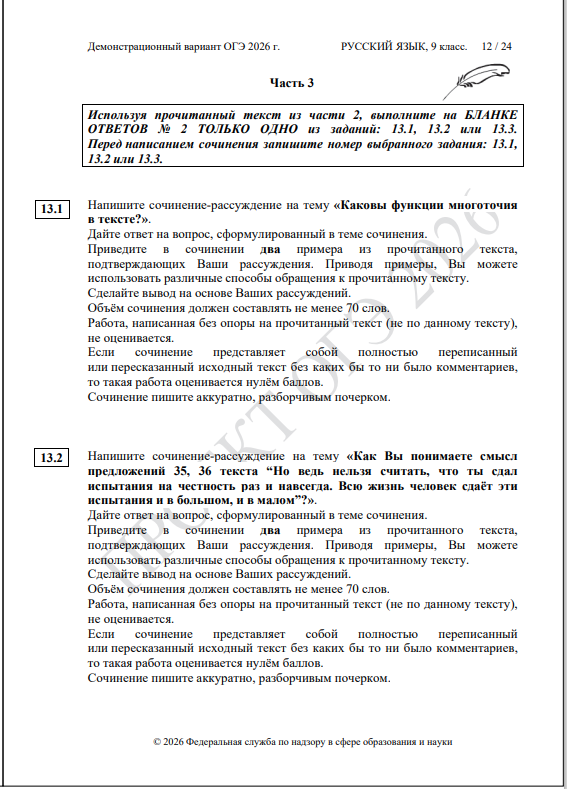 Демонстрационный вариант ОГЭ 2026 г. РУССКИЙ ЯЗЫК, 9 класс. 12 / 24
Часть 3
Используя прочитанный текст из части 2, выполните на БЛАНКЕ
ОТВЕТОВ № 2 ТОЛЬКО ОДНО из заданий: 13.1, 13.2 или 13.3.
Перед написанием сочинения запишите номер выбранного задания: 13.1,
13.2 или 13.3.
13.1 Напишите сочинение-рассуждение на тему «Каковы функции многоточия
в тексте?».
Дайте ответ на вопрос, сформулированный в теме сочинения.
Приведите в сочинении два примера из прочитанного текста,
подтверждающих Ваши рассуждения. Приводя примеры, Вы можете
использовать различные способы обращения к прочитанному тексту.
Сделайте вывод на основе Ваших рассуждений.
Объём сочинения должен составлять не менее 70 слов.
Работа, написанная без опоры на прочитанный текст (не по данному тексту),
не оценивается.
Если сочинение представляет собой полностью переписанный
или пересказанный исходный текст без каких бы то ни было комментариев,
то такая работа оценивается нулём баллов.
Сочинение пишите аккуратно, разборчивым почерком.
13.2 Напишите сочинение-рассуждение на тему «Как Вы понимаете смысл
предложений 35, 36 текста “Но ведь нельзя считать, что ты сдал
испытания на честность раз и навсегда. Всю жизнь человек сдаёт эти
испытания и в большом, и в малом”?».
Дайте ответ на вопрос, сформулированный в теме сочинения.
Приведите в сочинении два примера из прочитанного текста,
подтверждающих Ваши рассуждения. Приводя примеры, Вы можете
использовать различные способы обращения к прочитанному тексту.
Сделайте вывод на основе Ваших рассуждений.
Объём сочинения должен составлять не менее 70 слов.
Работа, написанная без опоры на прочитанный текст (не по данному тексту),
не оценивается.
Если сочинение представляет собой полностью переписанный
или пересказанный исходный текст без каких бы то ни было комментариев,
то такая работа оценивается нулём баллов.
Сочинение пишите аккуратно, разборчивым почерком.
ПРОЕКТ ОГЭ 2026
© 2026 Федеральная служба по надзору в сфере образования и науки